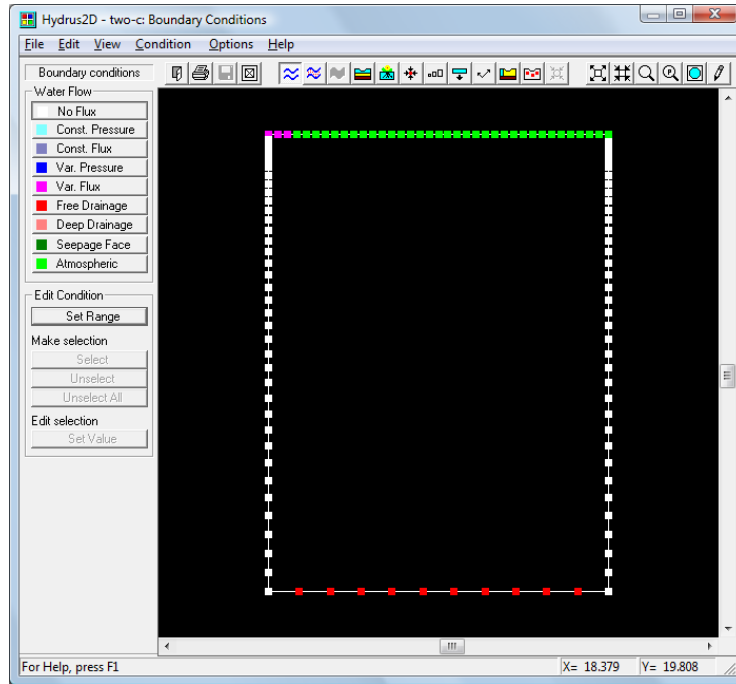 Hydrus2D - two-c: Boundary Conditions
File Edit View Condition Options Help
Boundary conditions
Water Flow
No Flux
Const. Pressure
Const. Flux
Var. Pressure
Var. Flux
Free Drainage
Deep Drainage
Seepage Face
Atmospheric
Edit Condition
Set Range
Make selection
Select
Unselect
Unselect All
Edit selection
Set Value
For Help, press F1
X= 18.379 Y= 19.808